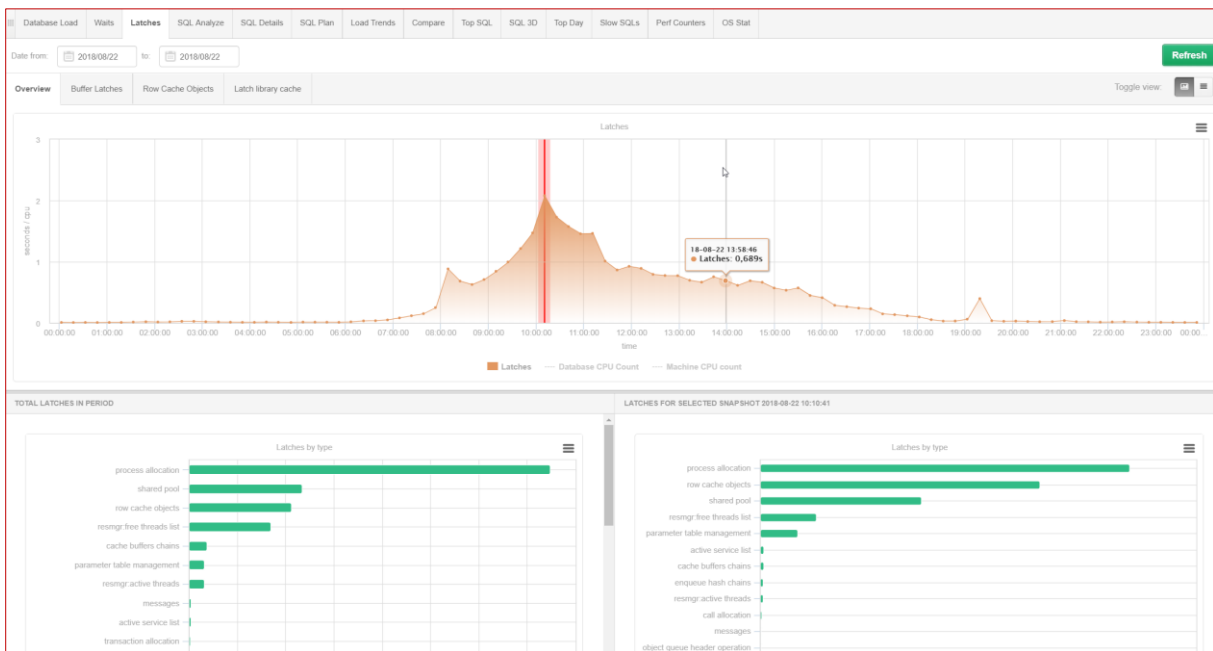 Database Load Waits Latches SQL Analyze SQL Details SQL Plan Load Trends Compare Top SQL SQL 3D Top Day Slow SQLs Perf Counters OS Stat
Date from: 2018/08/22 to: 2018/08/22 Refresh
Overview Buffer Latches Row Cache Objects Latch library cache Toggle view:
Latches
3
2
1
0
seconds / cpu
18-08-22 13:58:46
Latches: 0,689s
00:00:00 01:00:00 02:00:00 03:00:00 04:00:00 05:00:00 06:00:00 07:00:00 08:00:00 09:00:00 10:00:00 11:00:00 12:00:00 13:00:00 14:00:00 15:00:00 16:00:00 17:00:00 18:00:00 19:00:00 20:00:00 21:00:00 22:00:00 23:00:00 00:00...
time
Latches Database CPU Count Machine CPU count
TOTAL LATCHES IN PERIOD
Latches by type
process allocation
shared pool
row cache objects
resmgr:free threads list
cache buffers chains
parameter table management
resmgr:active threads
messages
active service list
transaction allocation
LATCHES FOR SELECTED SNAPSHOT 2018-08-22 10:10:41
Latches by type
process allocation
row cache objects
shared pool
resmgr:free threads list
parameter table management
active service list
cache buffers chains
enqueue hash chains
resmgr:active threads
call allocation
messages
object queue header operation